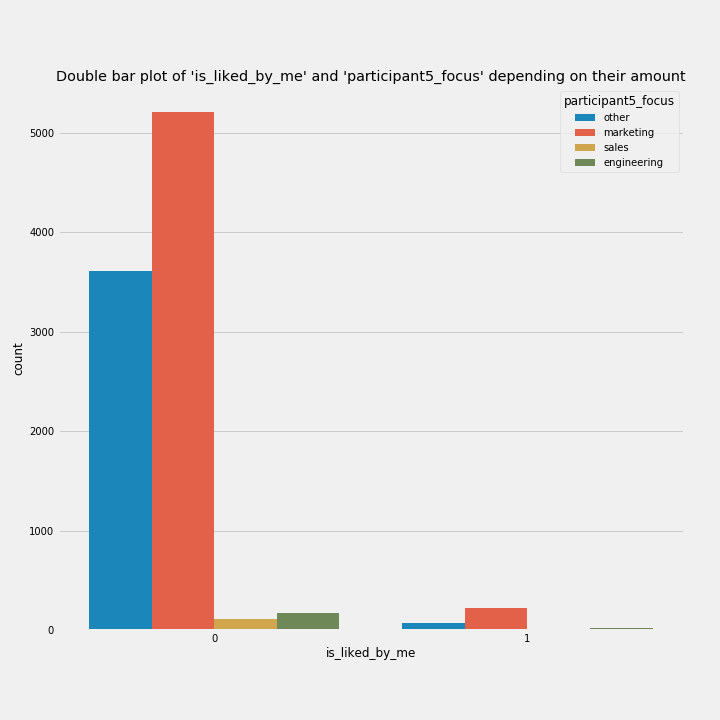 Double bar plot of 'is_liked_by_me' and 'participant5_focus' depending on their amount
participant5_focus
other
marketing
sales
engineering
5000
4000
3000
2000
1000
0
count
0 1
is_liked_by_me